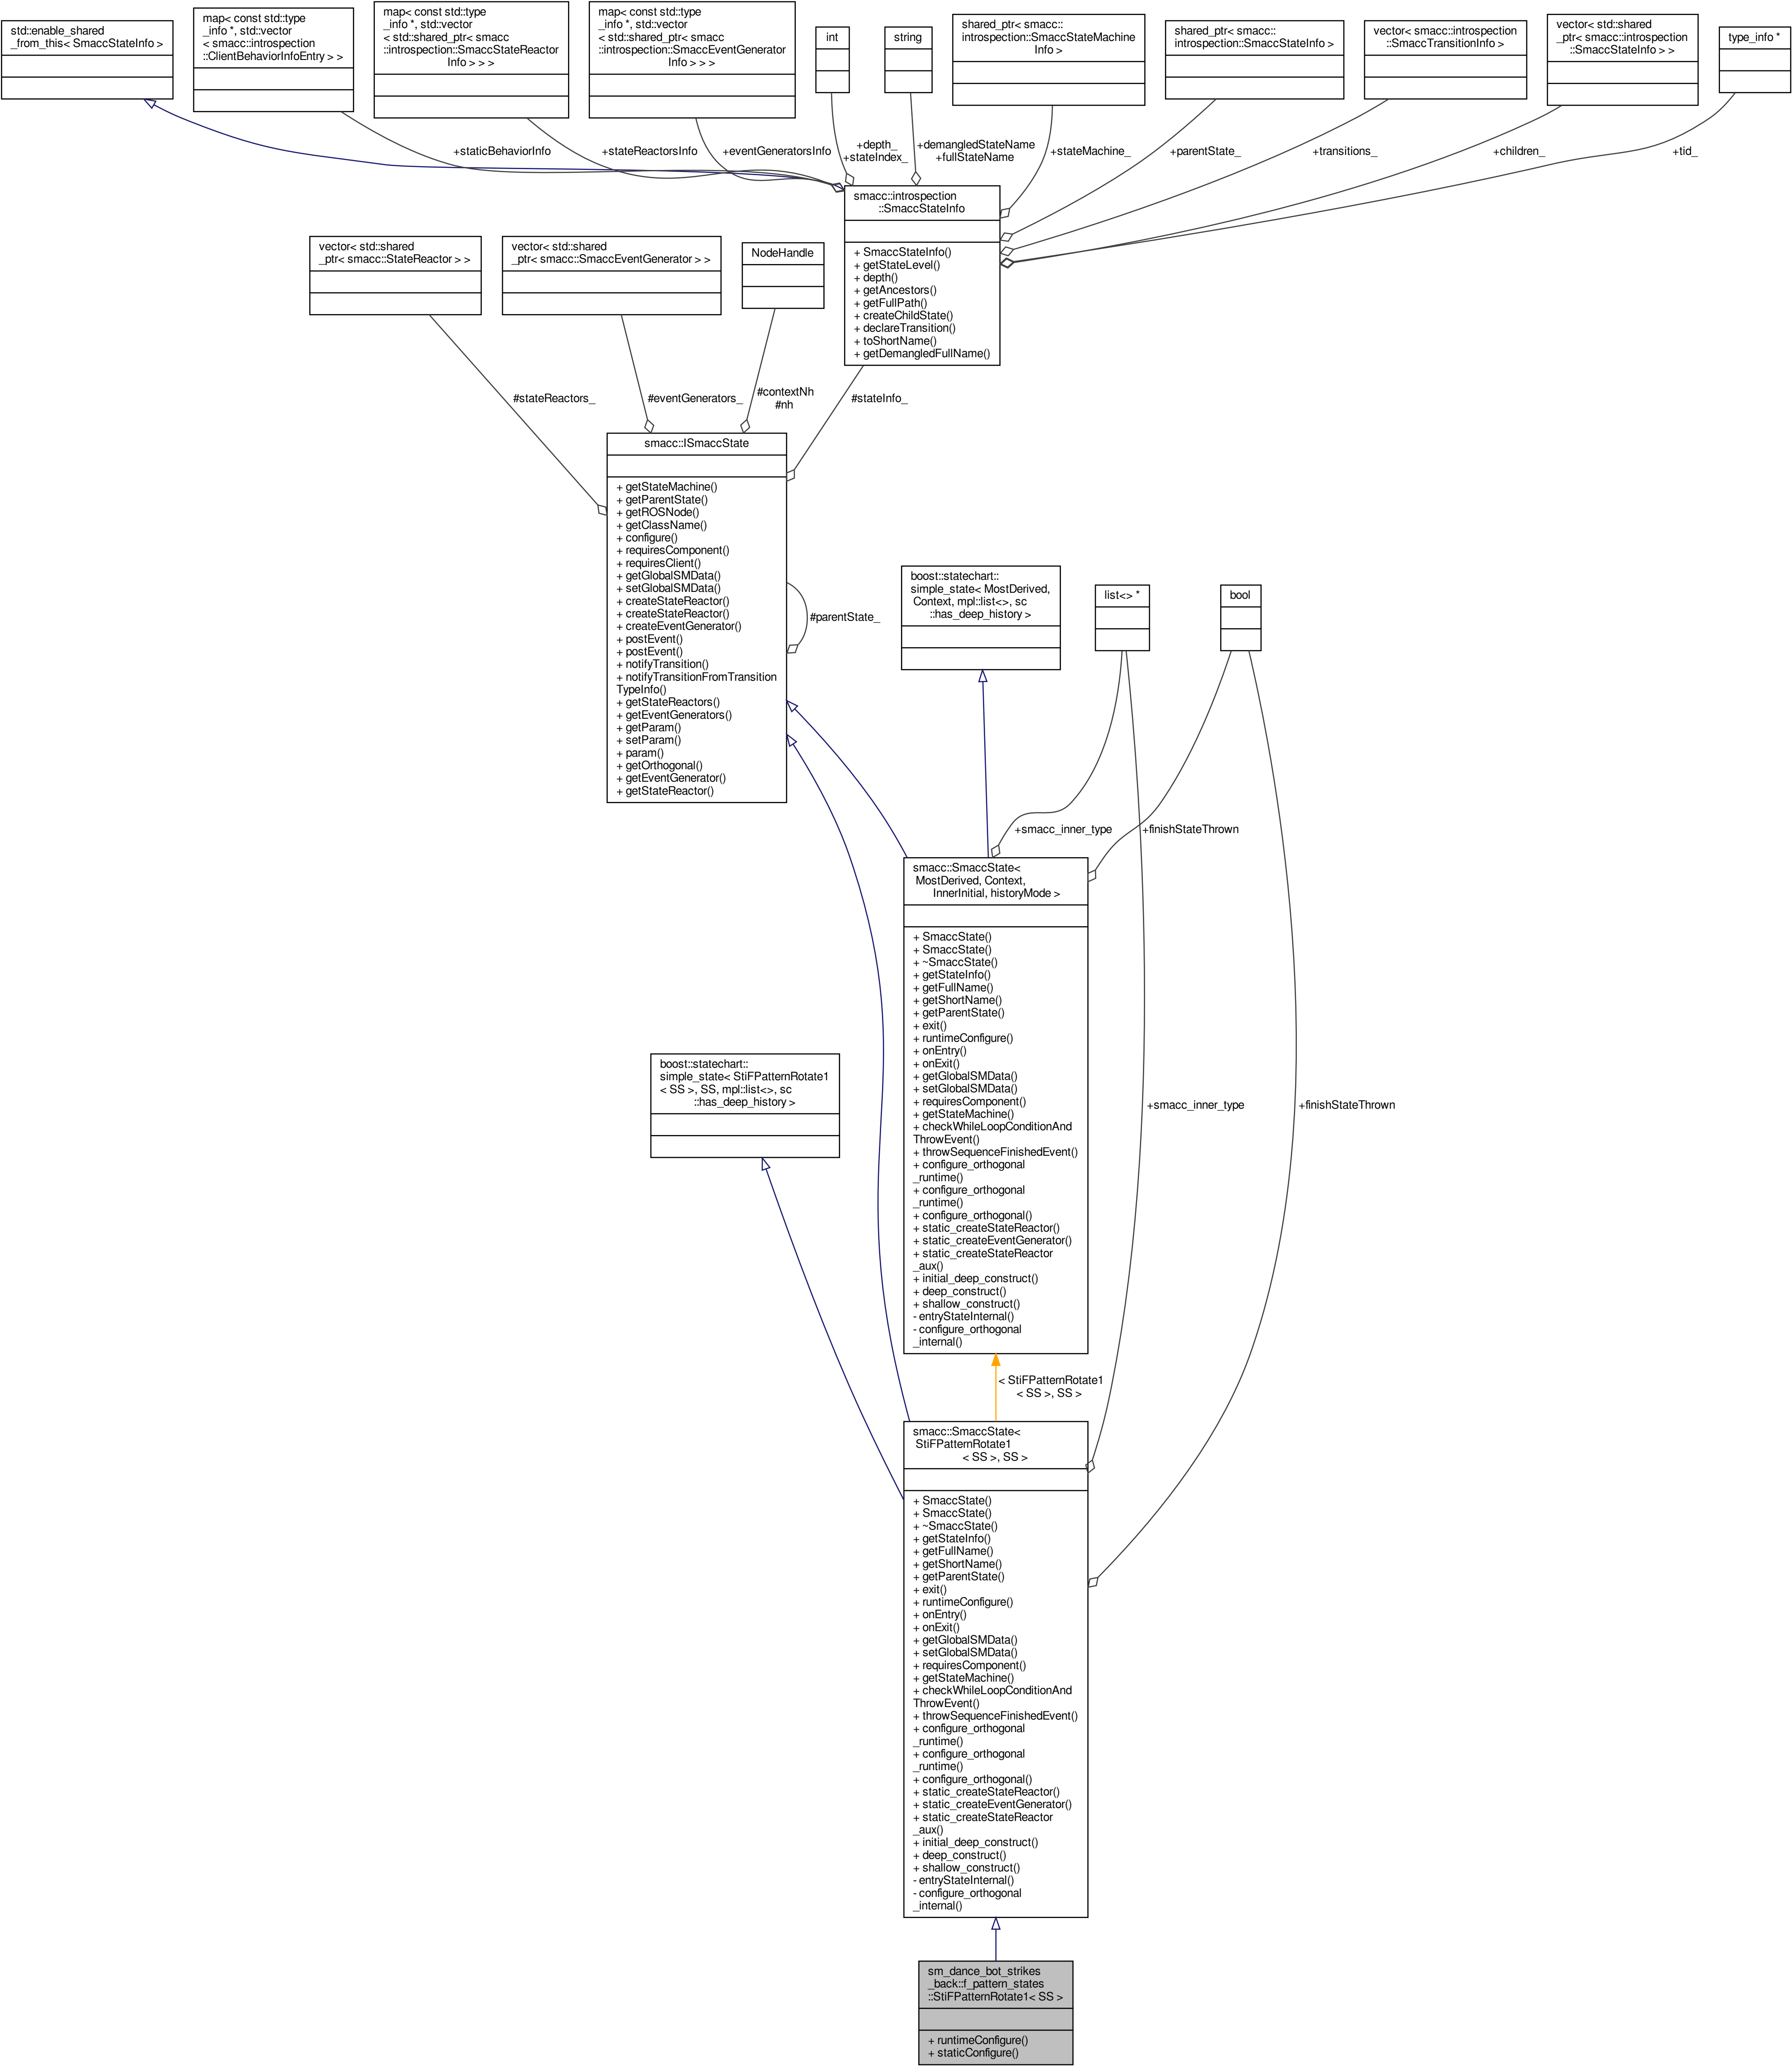 std::enable_shared
_from_this< SmaccStateInfo >
map< const std::type
_info *, std::vector
< smacc::introspection
::ClientBehaviorInfoEntry > >
map< const std::type
_info *, std::vector
< std::shared_ptr< smacc
::introspection::SmaccStateReactor
Info > > >
map< const std::type
_info *, std::vector
< std::shared_ptr< smacc
::introspection::SmaccEventGenerator
Info > > >
int
string
shared_ptr< smacc::
introspection::SmaccStateMachine
Info >
shared_ptr< smacc::
introspection::SmaccStateInfo >
vector< smacc::introspection
::SmaccTransitionInfo >
vector< std::shared
_ptr< smacc::introspection
::SmaccStateInfo > >
type_info *
+staticBehaviorInfo
+stateReactorsInfo
+eventGeneratorsInfo
+depth_
+stateIndex_
+demangledStateName
+fullStateName
+stateMachine_
+parentState_
+transitions_
+children_
+tid_
smacc::introspection
::SmaccStateInfo
+ SmaccStateInfo()
+ getStateLevel()
+ depth()
+ getAncestors()
+ getFullPath()
+ createChildState()
+ declareTransition()
+ toShortName()
+ getDemangledFullName()
vector< std::shared
_ptr< smacc::StateReactor > >
vector< std::shared
_ptr< smacc::SmaccEventGenerator > >
NodeHandle
#stateReactors_
#eventGenerators_
#contextNh
#nh
#stateInfo_
smacc::ISmaccState
+ getStateMachine()
+ getParentState()
+ getROSNode()
+ getClassName()
+ configure()
+ requiresComponent()
+ requiresClient()
+ getGlobalSMData()
+ setGlobalSMData()
+ createStateReactor()
+ createStateReactor()
+ createEventGenerator()
+ postEvent()
+ postEvent()
+ notifyTransition()
+ notifyTransitionFromTransition
TypeInfo()
+ getStateReactors()
+ getEventGenerators()
+ getParam()
+ setParam()
+ param()
+ getOrthogonal()
+ getEventGenerator()
+ getStateReactor()
#parentState_
boost::statechart::
simple_state< MostDerived,
Context, mpl::list<>, sc
::has_deep_history >
list<> *
bool
+smacc_inner_type
+finishStateThrown
smacc::SmaccState<
MostDerived, Context,
InnerInitial, historyMode >
+ SmaccState()
+ SmaccState()
+ ~SmaccState()
+ getStateInfo()
+ getFullName()
+ getShortName()
+ getParentState()
+ exit()
+ runtimeConfigure()
+ onEntry()
+ onExit()
+ getGlobalSMData()
+ setGlobalSMData()
+ requiresComponent()
+ getStateMachine()
+ checkWhileLoopConditionAnd
ThrowEvent()
+ throwSequenceFinishedEvent()
+ configure_orthogonal
_runtime()
+ configure_orthogonal
_runtime()
+ configure_orthogonal()
+ static_createStateReactor()
+ static_createEventGenerator()
+ static_createStateReactor
_aux()
+ initial_deep_construct()
+ deep_construct()
+ shallow_construct()
- entryStateInternal()
- configure_orthogonal
_internal()
boost::statechart::
simple_state< StiFPatternRotate1
< SS >, SS, mpl::list<>, sc
::has_deep_history >
+smacc_inner_type
+finishStateThrown
< StiFPatternRotate1
< SS >, SS >
smacc::SmaccState<
StiFPatternRotate1
< SS >, SS >
+ SmaccState()
+ SmaccState()
+ ~SmaccState()
+ getStateInfo()
+ getFullName()
+ getShortName()
+ getParentState()
+ exit()
+ runtimeConfigure()
+ onEntry()
+ onExit()
+ getGlobalSMData()
+ setGlobalSMData()
+ requiresComponent()
+ getStateMachine()
+ checkWhileLoopConditionAnd
ThrowEvent()
+ throwSequenceFinishedEvent()
+ configure_orthogonal
_runtime()
+ configure_orthogonal
_runtime()
+ configure_orthogonal()
+ static_createStateReactor()
+ static_createEventGenerator()
+ static_createStateReactor
_aux()
+ initial_deep_construct()
+ deep_construct()
+ shallow_construct()
- entryStateInternal()
- configure_orthogonal
_internal()
sm_dance_bot_strikes
_back::f_pattern_states
::StiFPatternRotate1< SS >
+ runtimeConfigure()
+ staticConfigure()